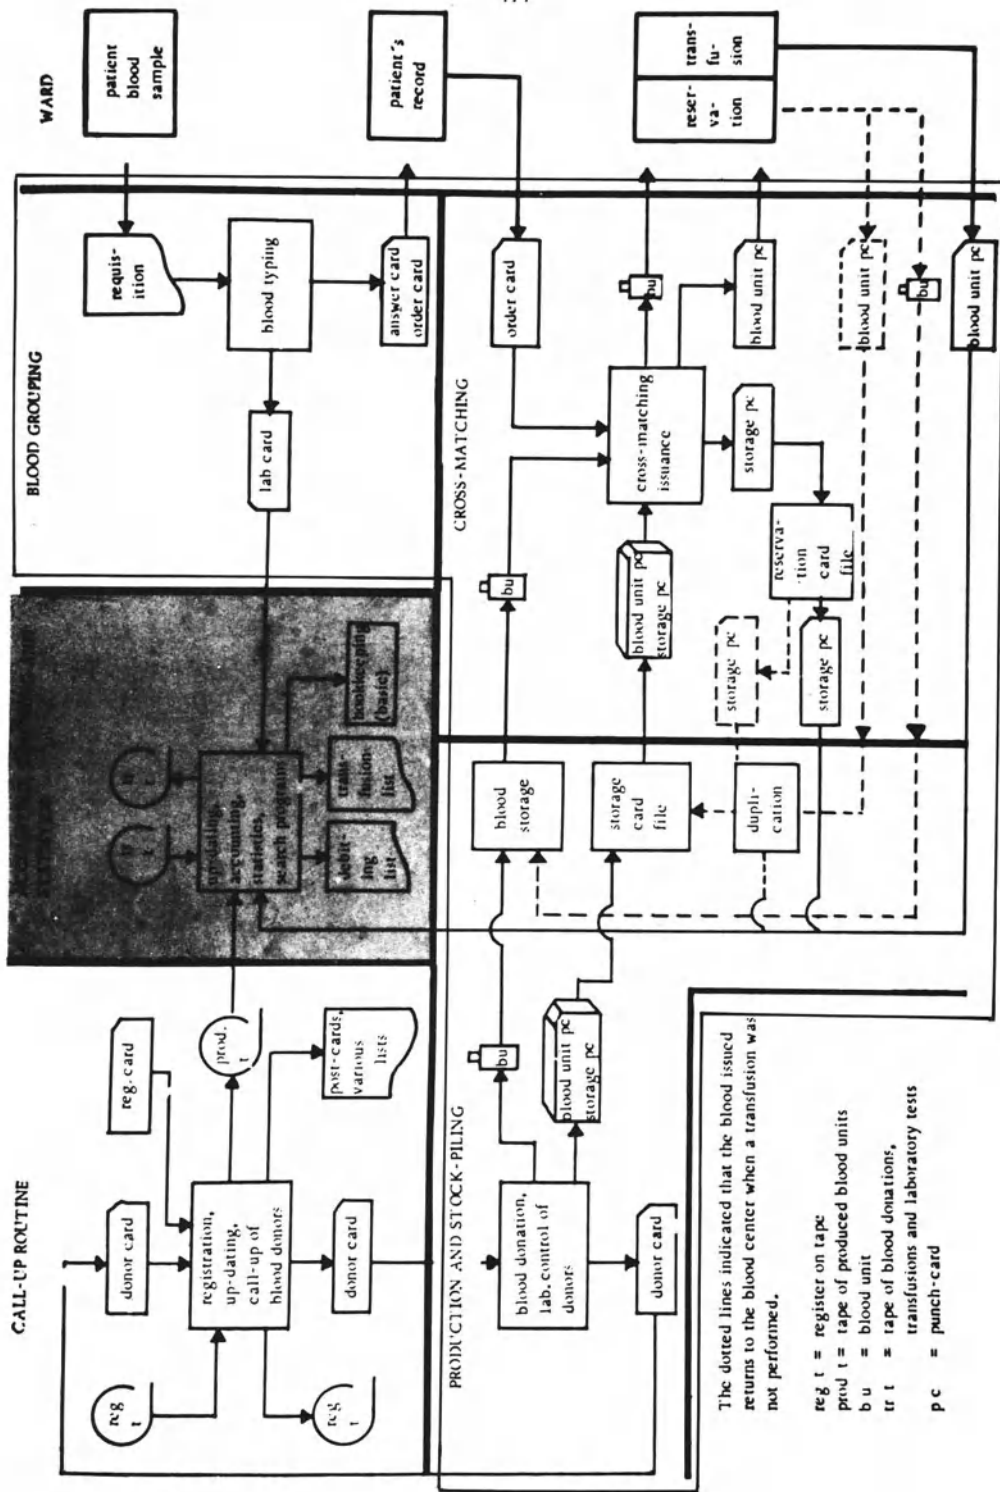 CALL-UP ROUTINE
reg. card
donor card
prod.
t
reg
t
registration,
up-dating,
call-up of
blood donors
post-cards,
various
lists
donor card
reg
t
tr
t
tr
t
up-dating,
accounting,
statistics,
search programs
debit-
ing
list
trans-
fusion
list
bookkeeping
(basic)
BLOOD GROUPING
requis-
ition
lab card
blood typing
answer card
order card
WARD
patient
blood
sample
patient's
record
reser-
va-
tion
trans-
fu-
sion
PRODUCTION AND STOCK-PILING
bu
blood donation,
lab. control of
donors
blood unit pc
storage pc
donor card
blood
storage
storage
card
file
dupli-
cation
CROSS-MATCHING
bu
order card
blood unit pc
storage pc
cross-matching
issuance
bu
blood unit pc
storage pc
storage pc
reserva-
tion
card
file
storage pc
blood unit pc
bu
blood unit pc
The dotted lines indicated that the blood issued
returns to the blood center when a transfusion was
not performed.
reg t = register on tape
prod t = tape of produced blood units
b u = blood unit
tr t = tape of blood donations,
transfusions and laboratory tests
p c = punch-card